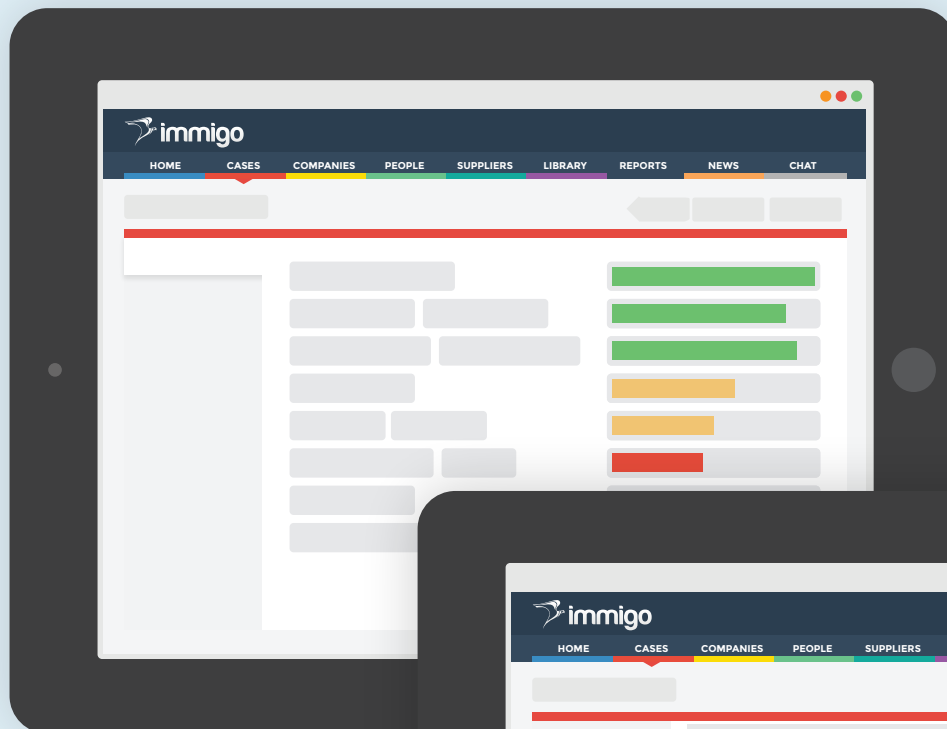 immigo
HOME CASES COMPANIES PEOPLE SUPPLIERS LIBRARY REPORTS NEWS CHAT
immigo
HOME CASES COMPANIES PEOPLE SUPPLIERS